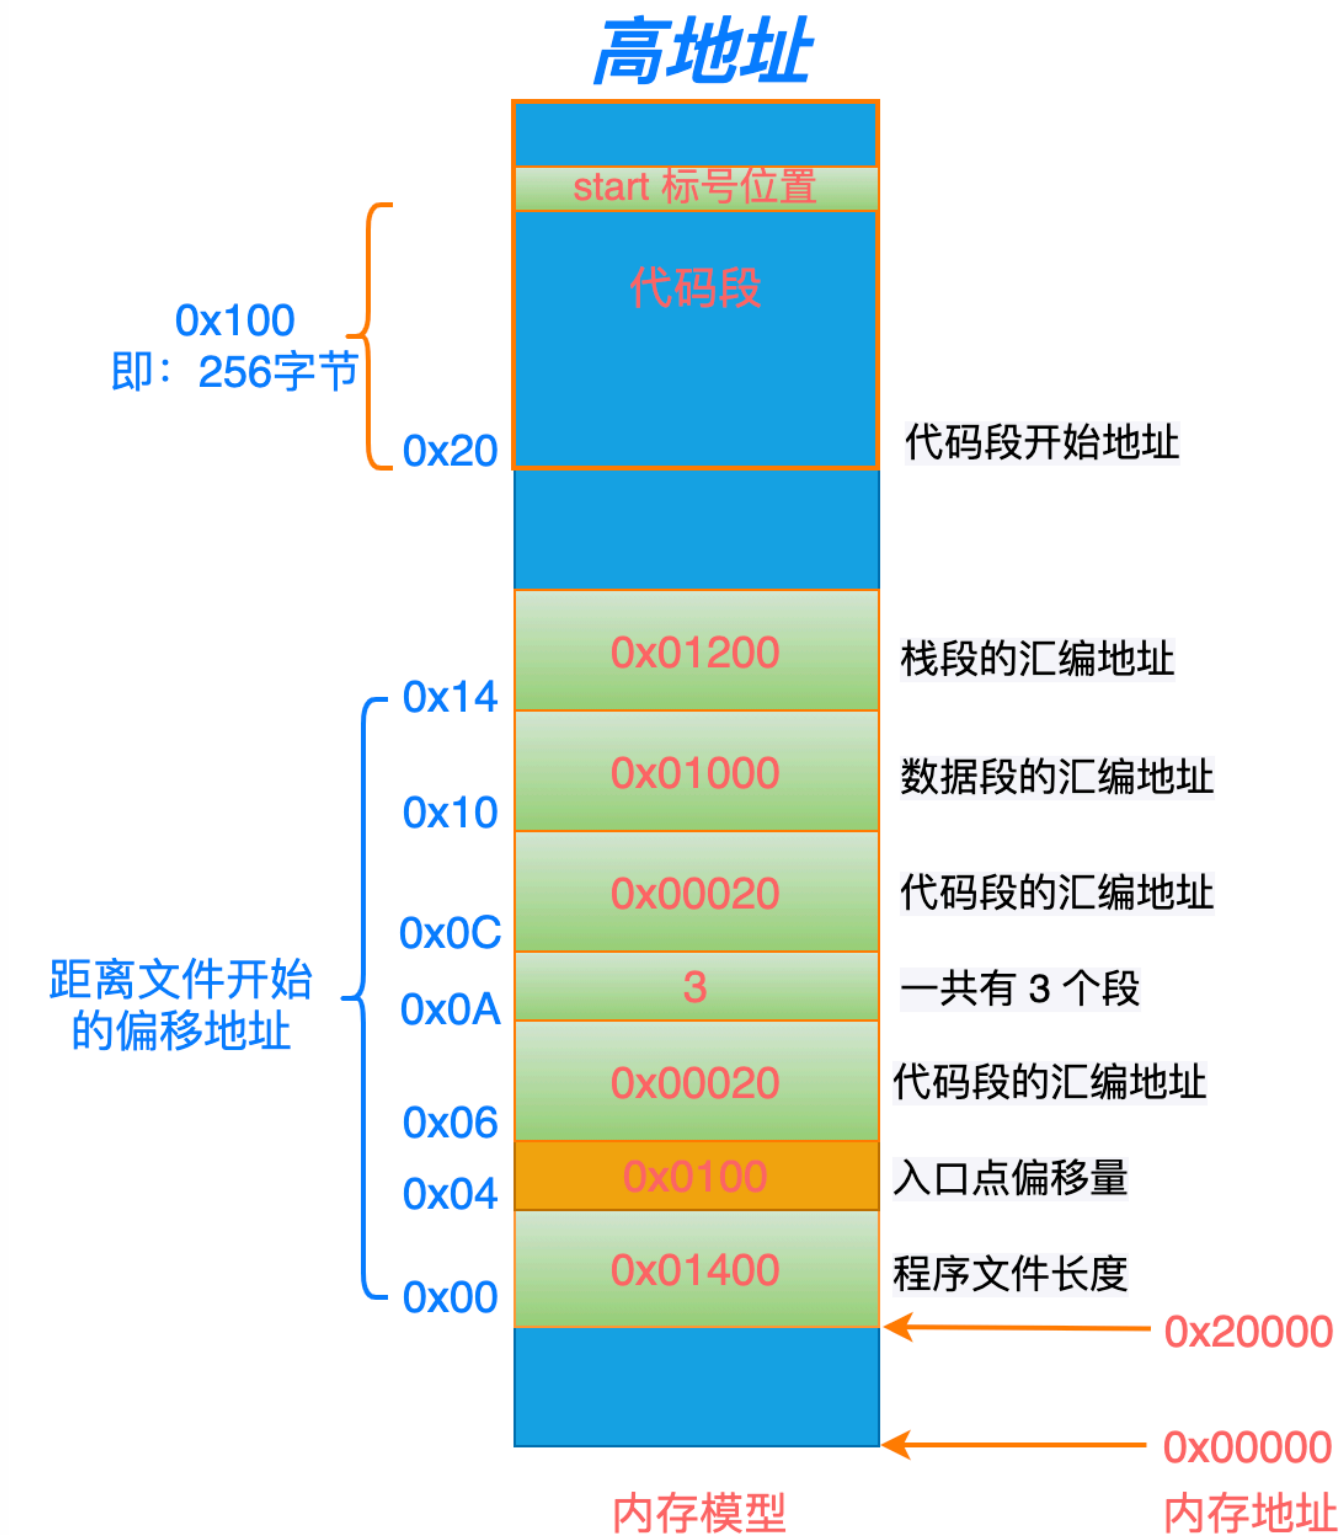 高地址
start 标号位置
代码段
0x100
即：256字节
0x20
代码段开始地址
0x01200
栈段的汇编地址
0x14
0x01000
数据段的汇编地址
0x10
0x00020
代码段的汇编地址
0x0C
3
一共有 3 个段
0x0A
距离文件开始
的偏移地址
0x00020
代码段的汇编地址
0x06
0x0100
入口点偏移量
0x04
0x01400
程序文件长度
0x00
0x20000
0x00000
内存模型
内存地址